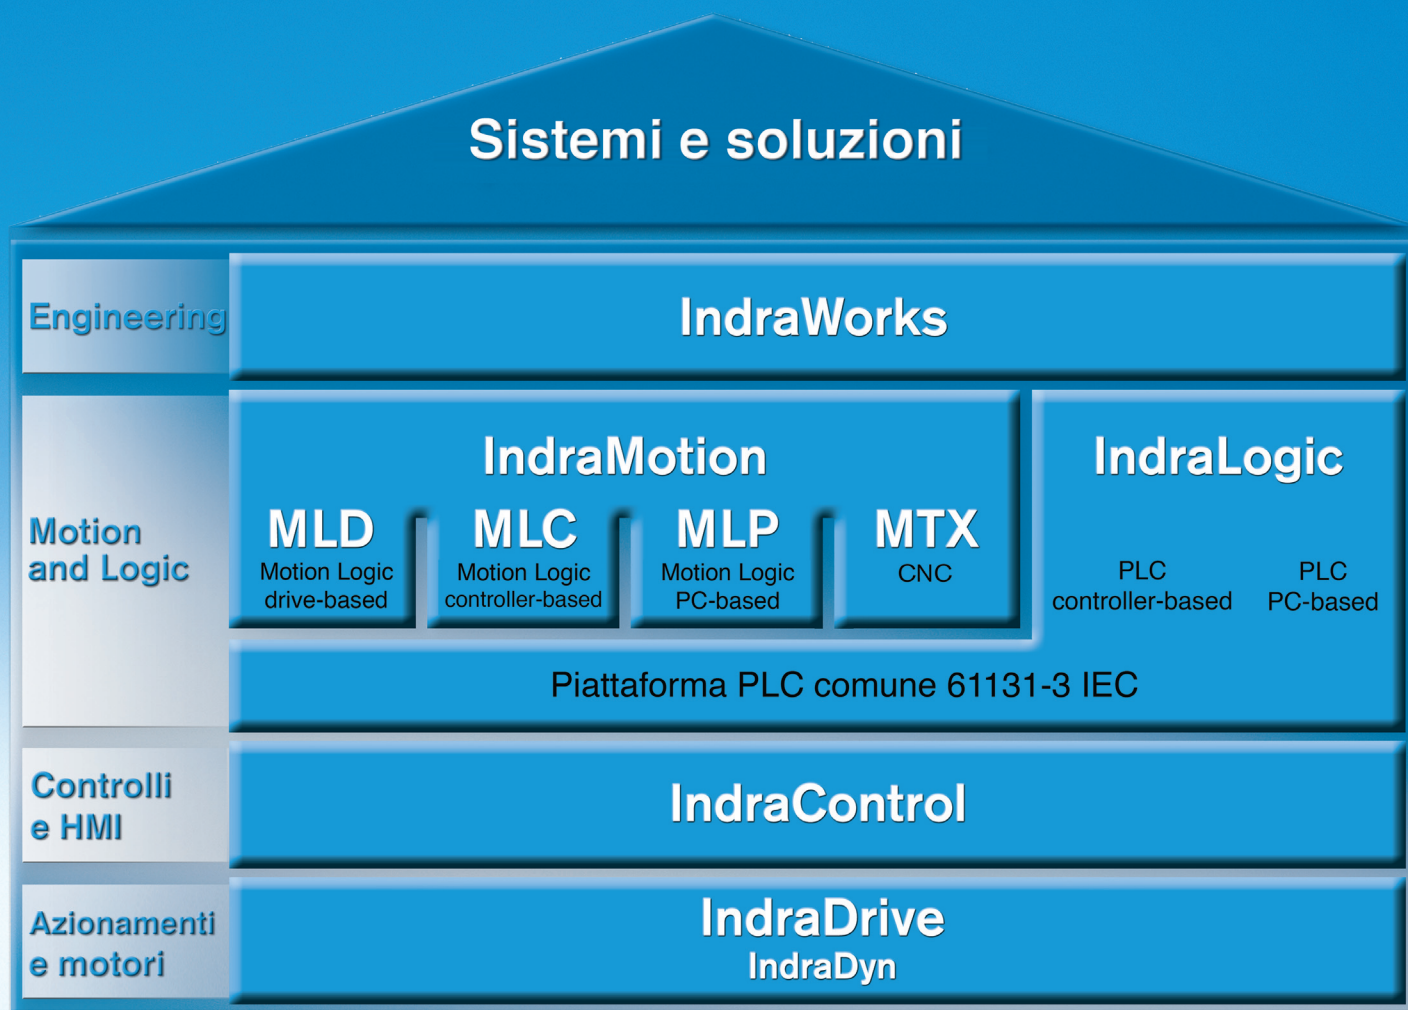 Sistemi e soluzioni
Engineering
IndraWorks
Motion
and Logic
IndraMotion
MLD
Motion Logic
drive-based
MLC
Motion Logic
controller-based
MLP
Motion Logic
PC-based
MTX
CNC
IndraLogic
PLC
controller-based
PLC
PC-based
Piattaforma PLC comune 61131-3 IEC
Controlli
e HMI
IndraControl
Azionamenti
e motori
IndraDrive
IndraDyn